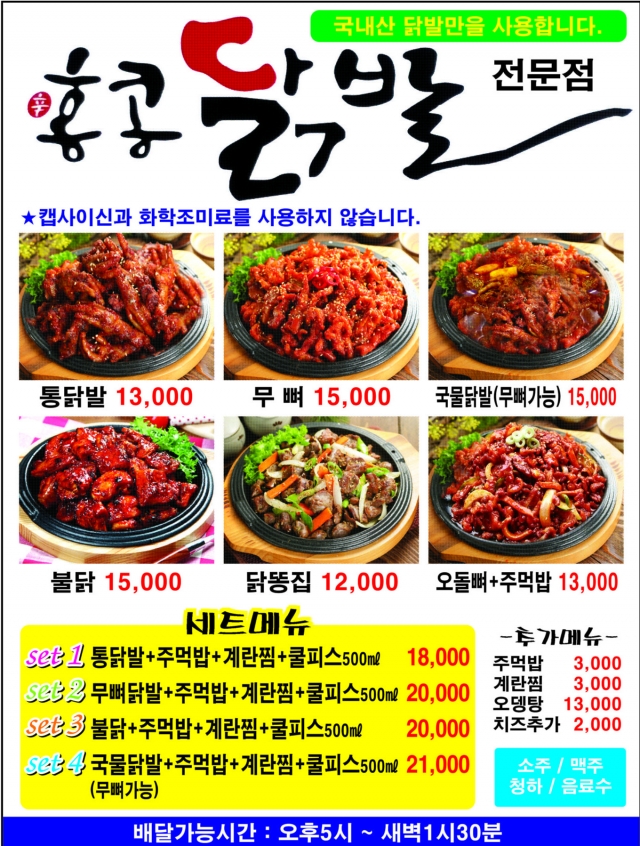 국내산 닭발만을 사용합니다.
홍콩 닭발 전문점
辛
★캡사이신과 화학조미료를 사용하지 않습니다.
통닭발 13,000
무 뼈 15,000
국물닭발(무뼈가능) 15,000
불닭 15,000
닭똥집 12,000
오돌뼈+주먹밥 13,000
세트메뉴
set 1 통닭발+주먹밥+계란찜+쿨피스500㎖ 18,000
set 2 무뼈닭발+주먹밥+계란찜+쿨피스500㎖ 20,000
set 3 불닭+주먹밥+계란찜+쿨피스500㎖ 20,000
set 4 국물닭발+주먹밥+계란찜+쿨피스500㎖ 21,000
(무뼈가능)
-추가메뉴-
주먹밥 3,000
계란찜 3,000
오뎅탕 13,000
치즈추가 2,000
소주 / 맥주
청하 / 음료수
배달가능시간 : 오후5시 ~ 새벽1시30분